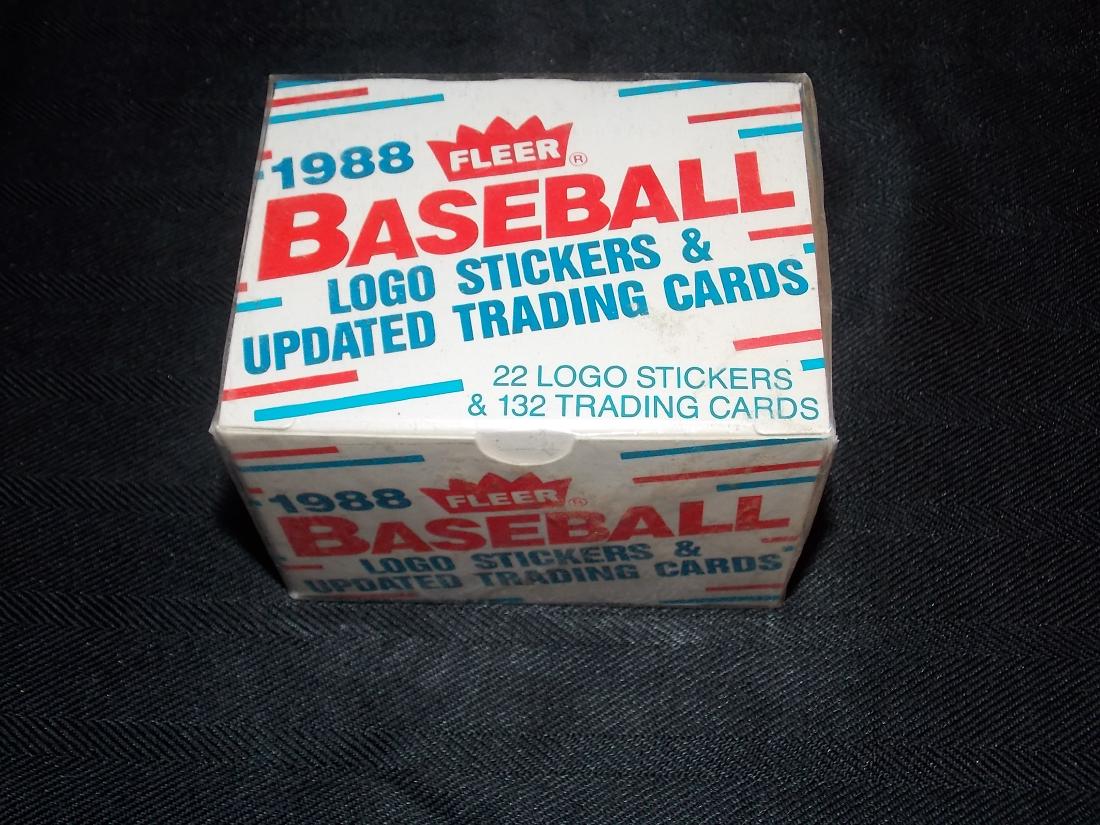 1988 FLEER ®
BASEBALL
LOGO STICKERS &
UPDATED TRADING CARDS
22 LOGO STICKERS
& 132 TRADING CARDS
1988 FLEER ®
BASEBALL
LOGO STICKERS &
UPDATED TRADING CARDS